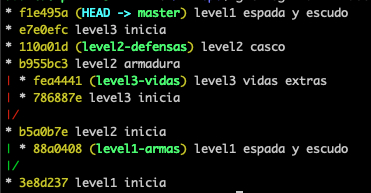 * f1e495a (HEAD -> master) level1 espada y escudo
* e7e0efc level3 inicia
* 110a01d (level2-defensas) level2 casco
* b955bc3 level2 armadura
| * fea4441 (level3-vidas) level3 vidas extras
| * 786887e level3 inicia
|/
* b5a0b7e level2 inicia
| * 88a0408 (level1-armas) level1 espada y escudo
|/
* 3e8d237 level1 inicia